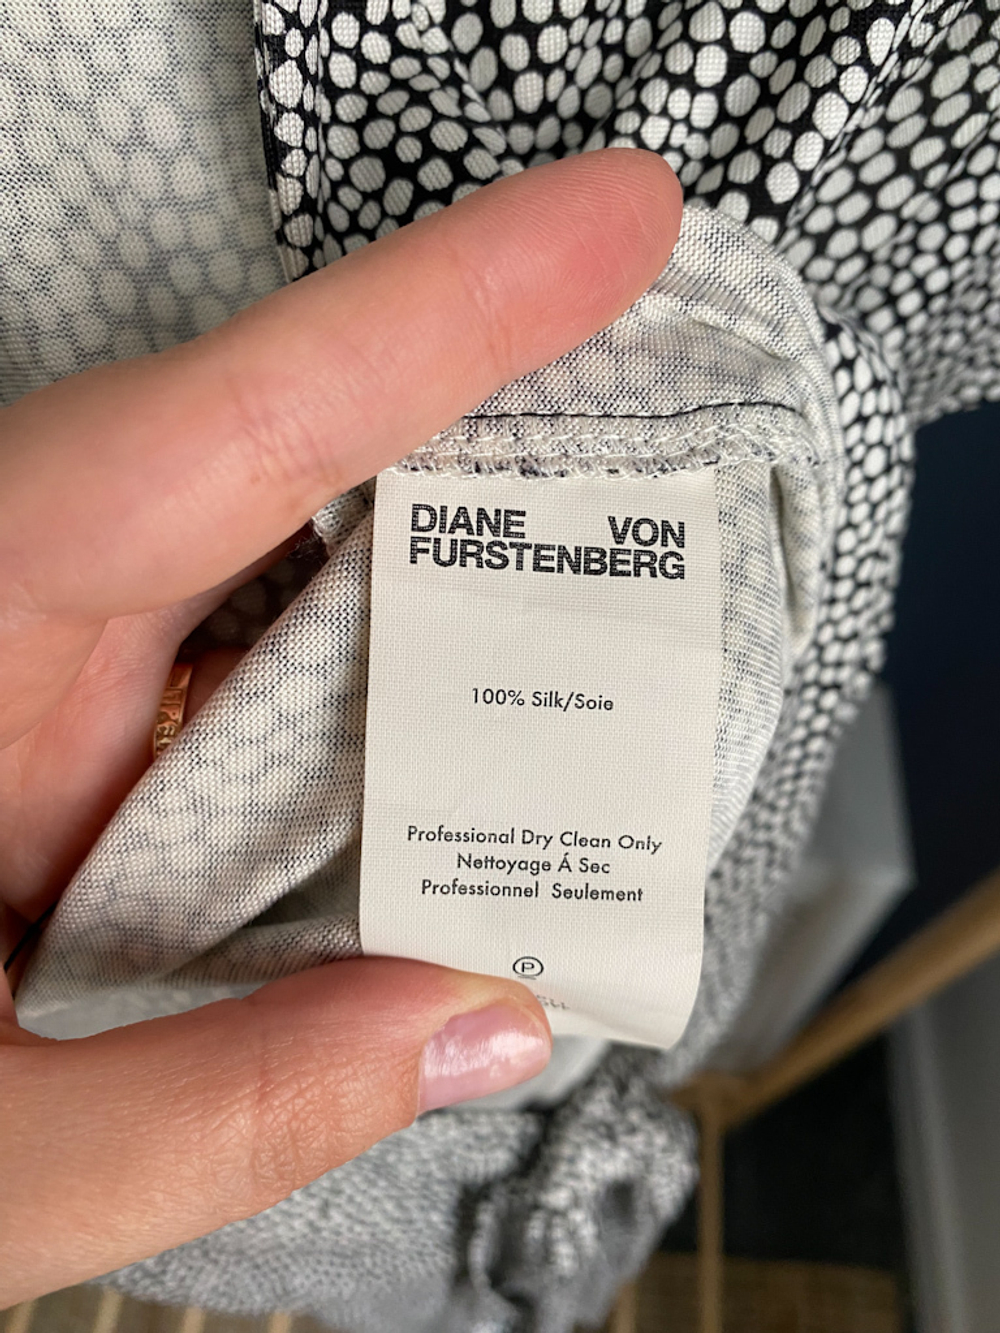 DIANE VON
FURSTENBERG
100% Silk/Soie
Professional Dry Clean Only
Nettoyage Á Sec
Professionnel Seulement
P